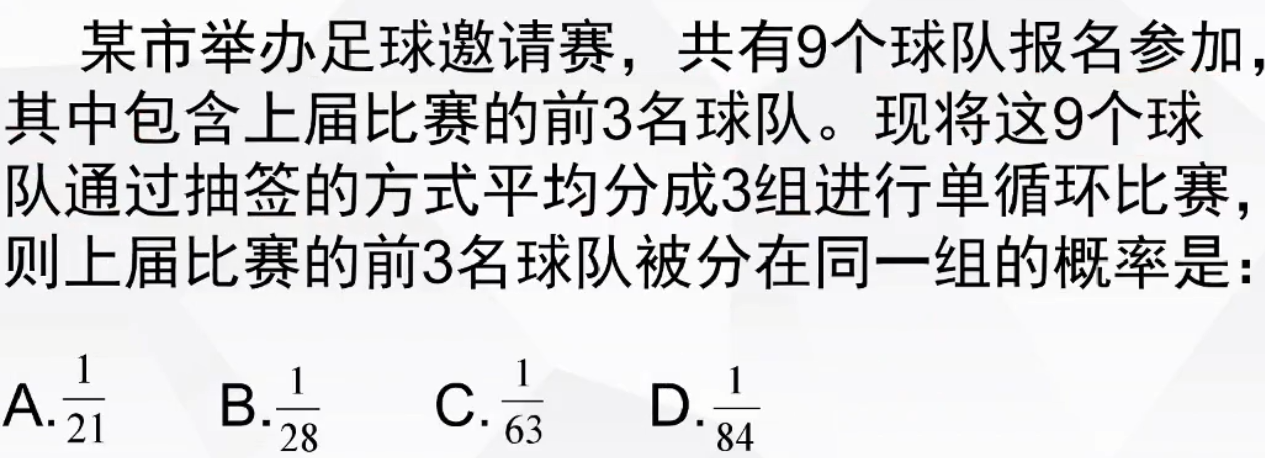 某市举办足球邀请赛，共有9个球队报名参加，
其中包含上届比赛的前3名球队。现将这9个球
队通过抽签的方式平均分成3组进行单循环比赛，
则上届比赛的前3名球队被分在同一组的概率是：
A.1/21 B.1/28 C.1/63 D.1/84